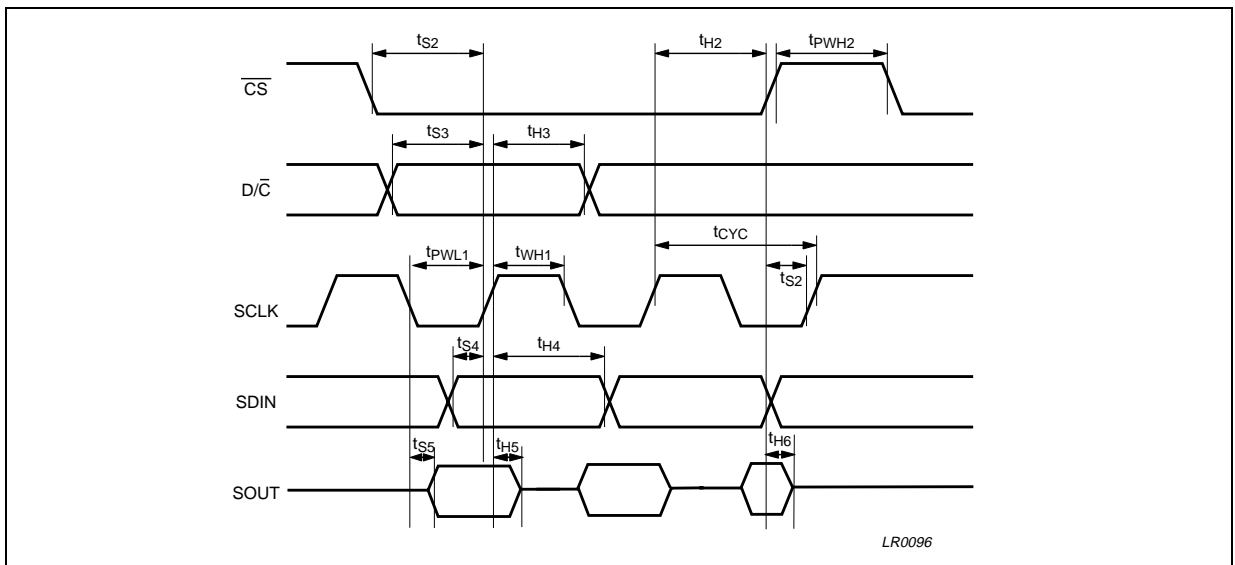 tS2 tH2 tPWH2
CS
tS3 tH3
D/C
tCYC
tPWL1 tWH1
tS2
SCLK
tS4 tH4
SDIN
tS5 tH5 tH6
SOUT
LR0096